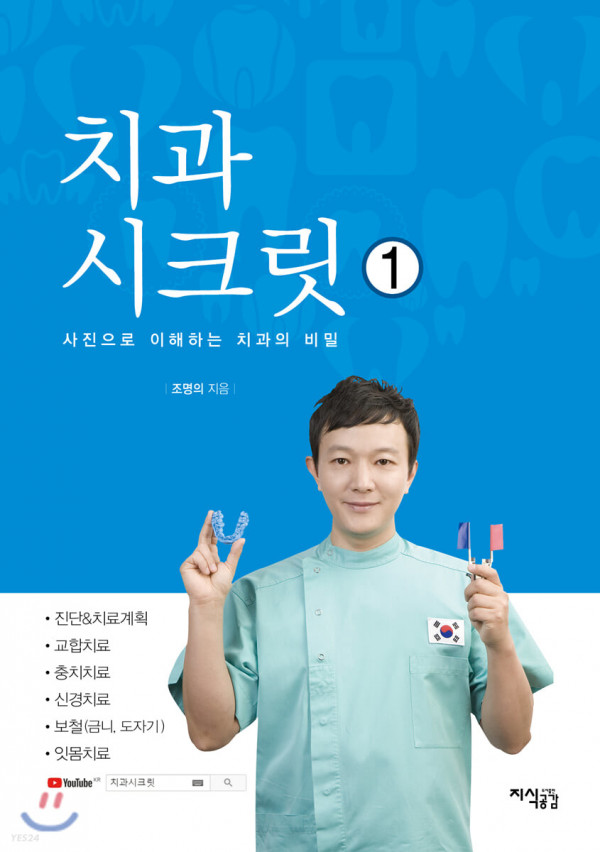 치과
시크릿 1
사진으로 이해하는 치과의 비밀
| 조명의 지음 |
• 진단&치료계획
• 교합치료
• 충치치료
• 신경치료
• 보철(금니, 도자기)
• 잇몸치료
YouTube KR 치과시크릿
지식공감
YES24